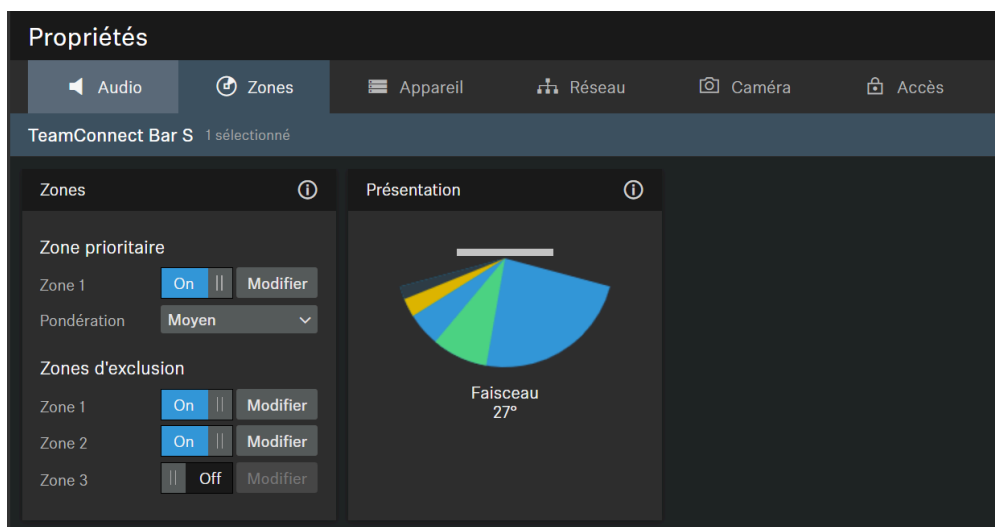 Propriétés
Audio Zones Appareil Réseau Caméra Accès
TeamConnect Bar S 1 sélectionné
Zones
Zone prioritaire
Zone 1 On Modifier
Pondération Moyen
Zones d'exclusion
Zone 1 On Modifier
Zone 2 On Modifier
Zone 3 Off Modifier
Présentation
Faisceau
27°